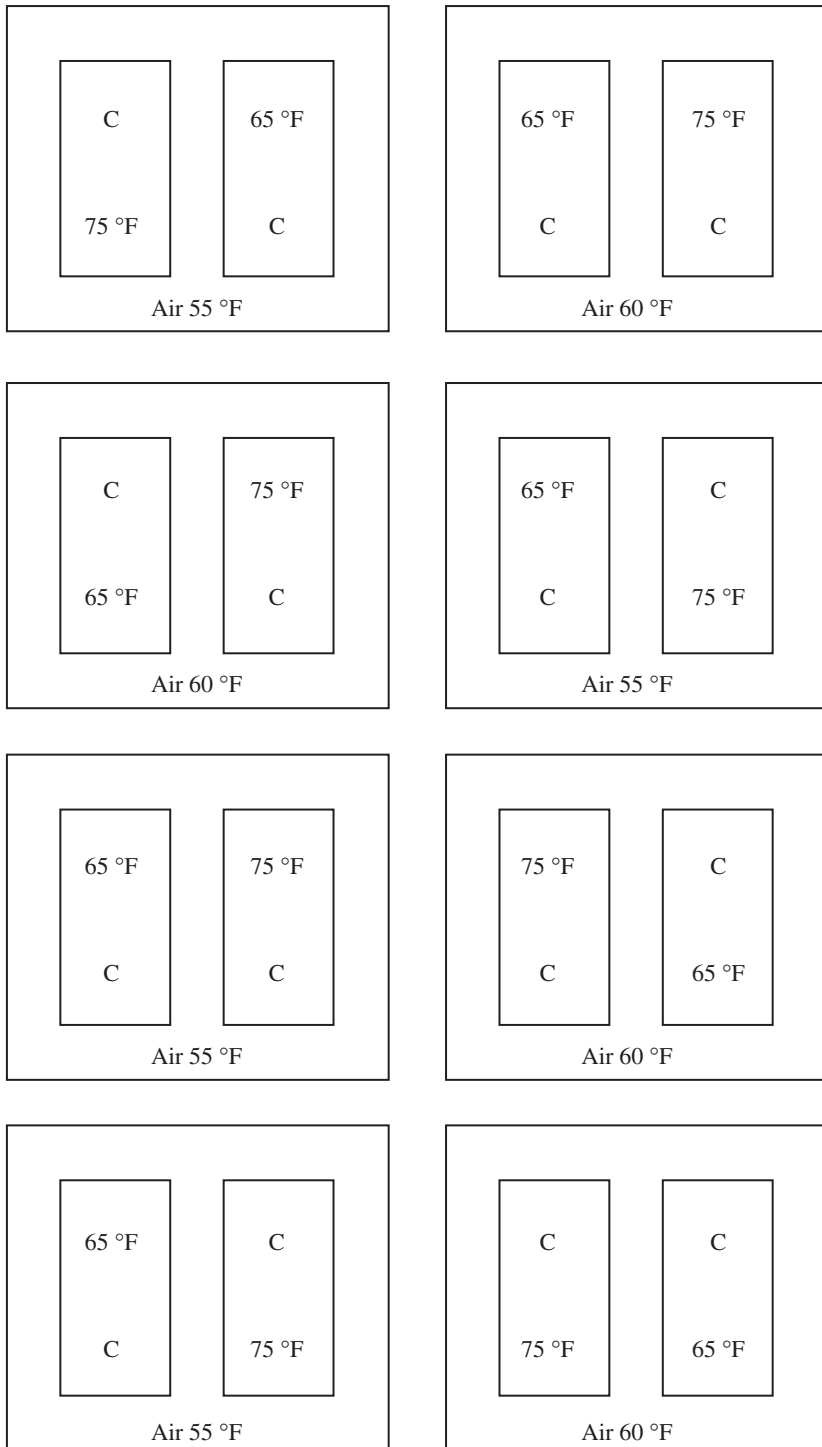 C 65 °F 65 °F 75 °F
75 °F C C C
Air 55 °F Air 60 °F
C 75 °F 65 °F C
65 °F C C 75 °F
Air 60 °F Air 55 °F
65 °F 75 °F 75 °F C
C C C 65 °F
Air 55 °F Air 60 °F
65 °F C C C
C 75 °F 75 °F 65 °F
Air 55 °F Air 60 °F